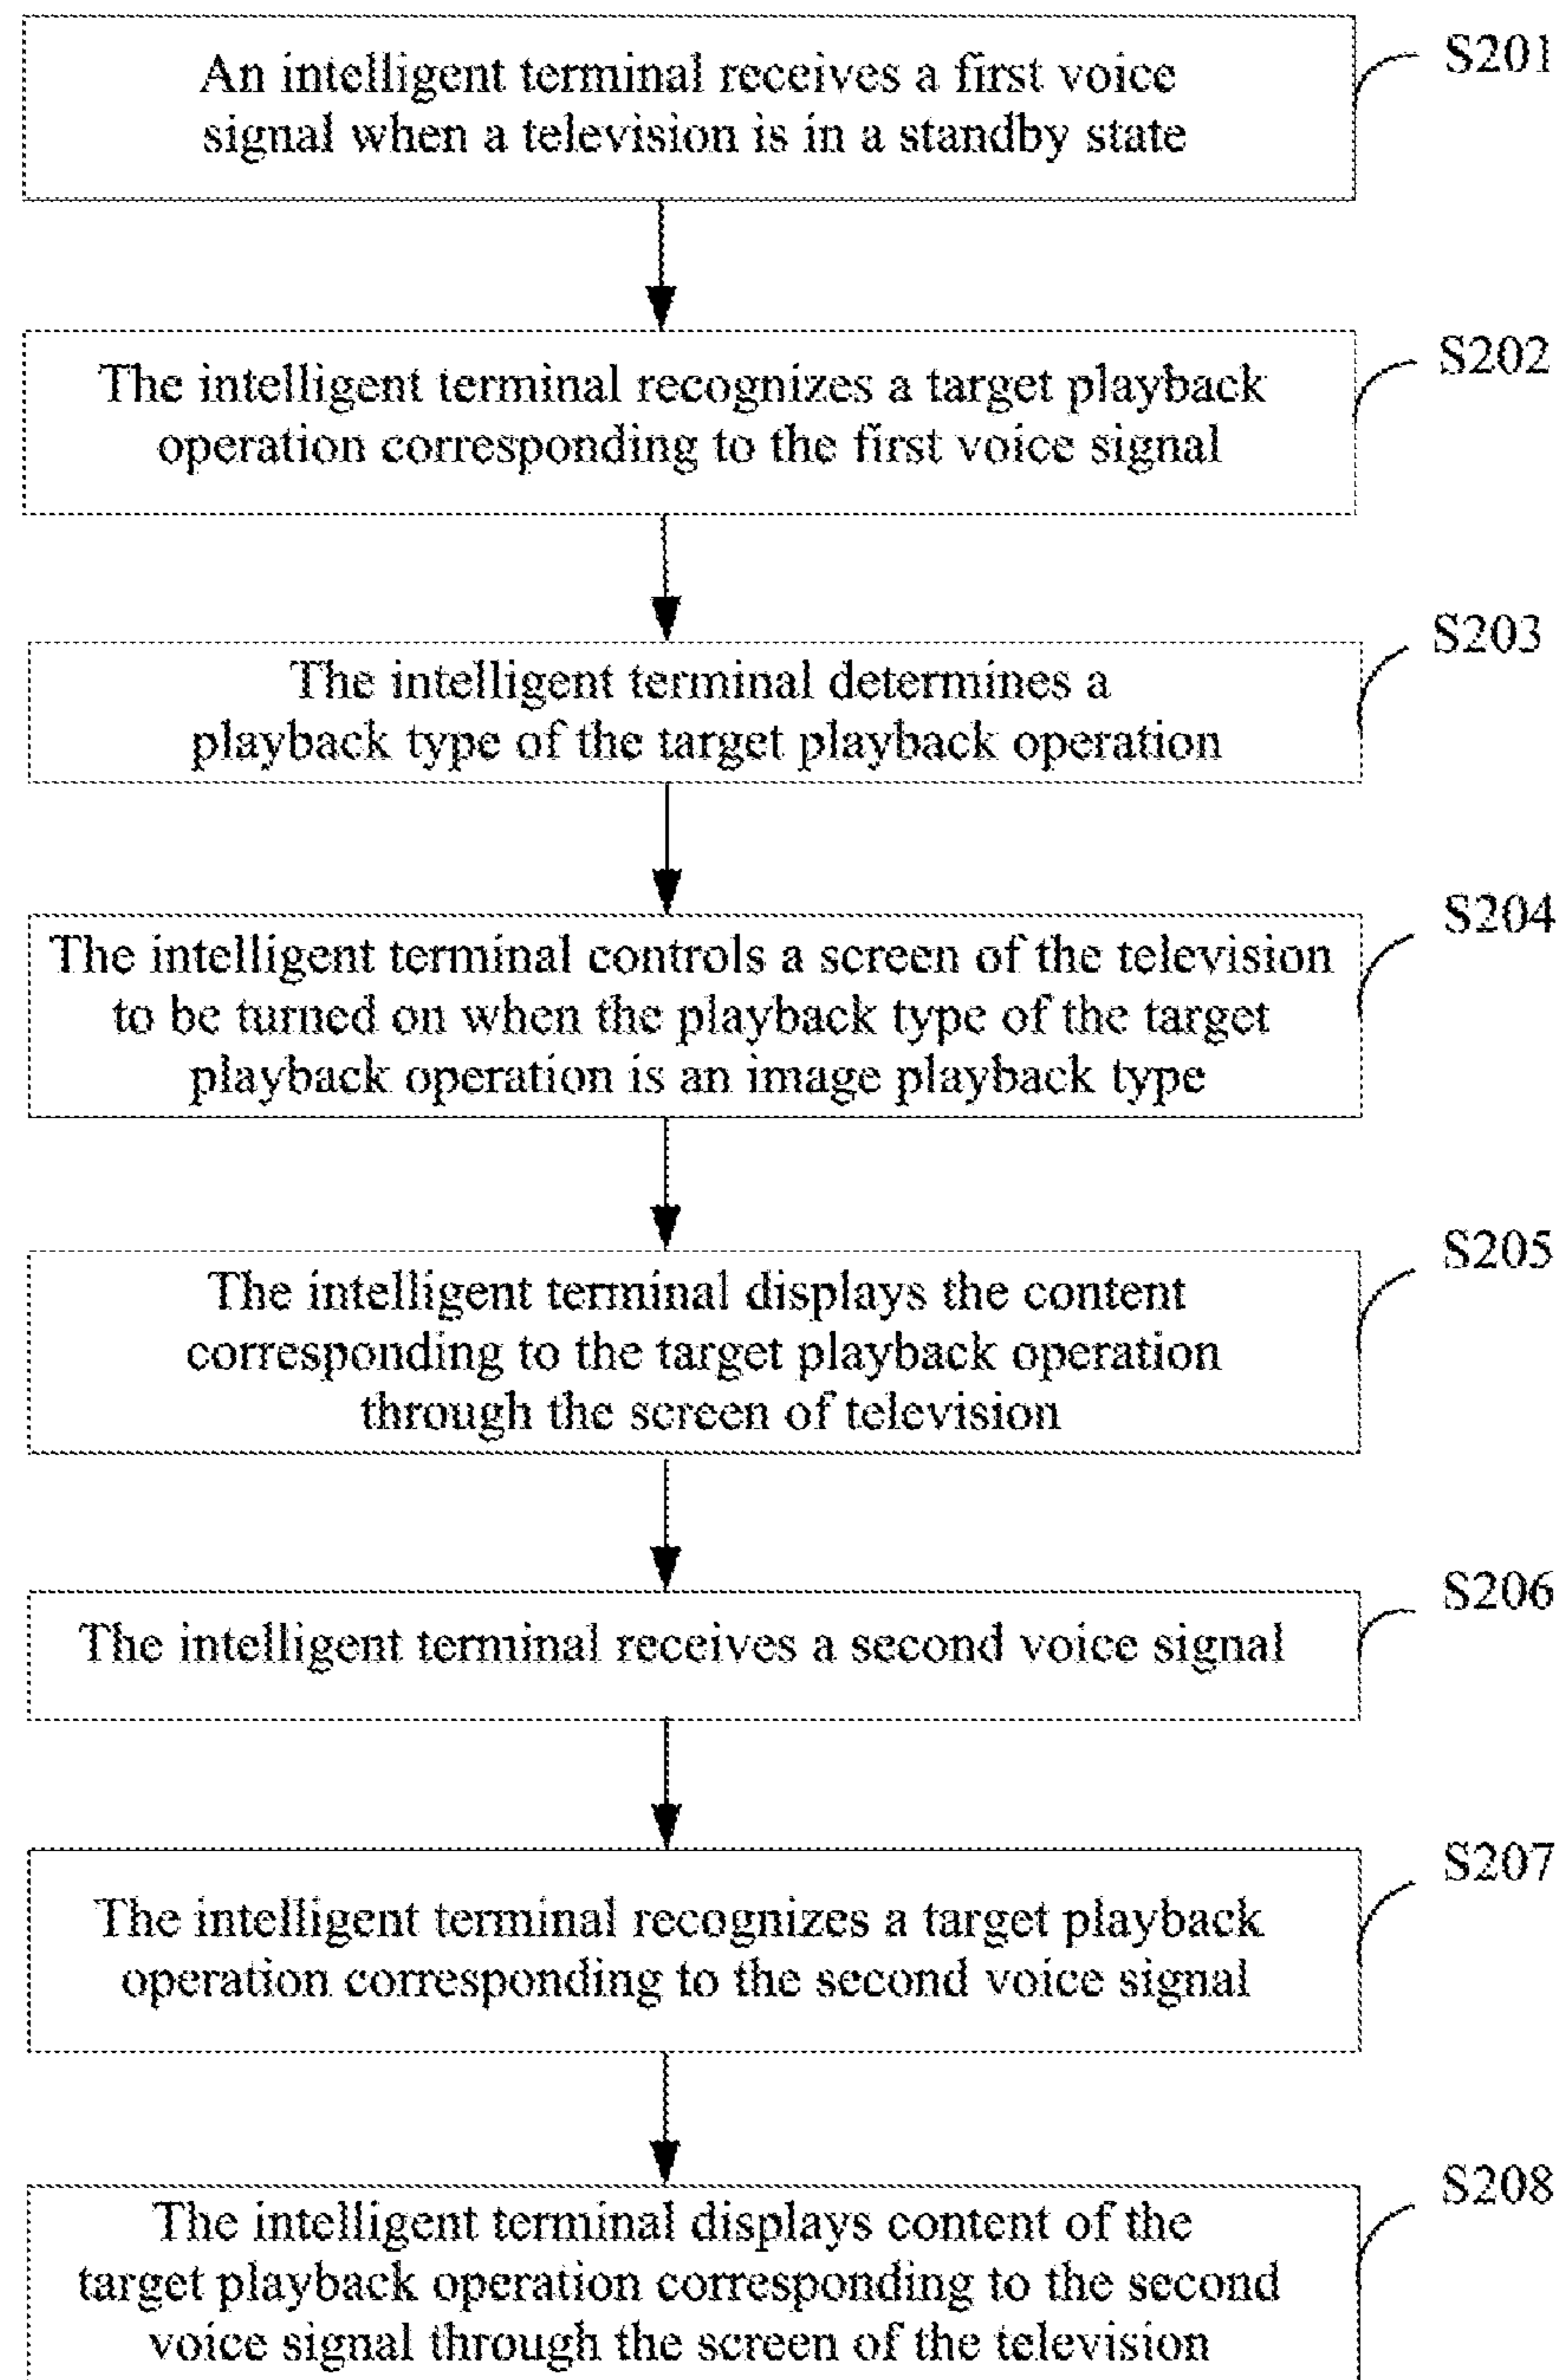 An intelligent terminal receives a first voice
signal when a television is in a standby state
S201
The intelligent terminal recognizes a target playback
operation corresponding to the first voice signal
S202
The intelligent terminal determines a
playback type of the target playback operation
S203
The intelligent terminal controls a screen of the television
to be turned on when the playback type of the target
playback operation is an image playback type
S204
The intelligent terminal displays the content
corresponding to the target playback operation
through the screen of television
S205
The intelligent terminal receives a second voice signal
S206
The intelligent terminal recognizes a target playback
operation corresponding to the second voice signal
S207
The intelligent terminal displays content of the
target playback operation corresponding to the second
voice signal through the screen of the television
S208